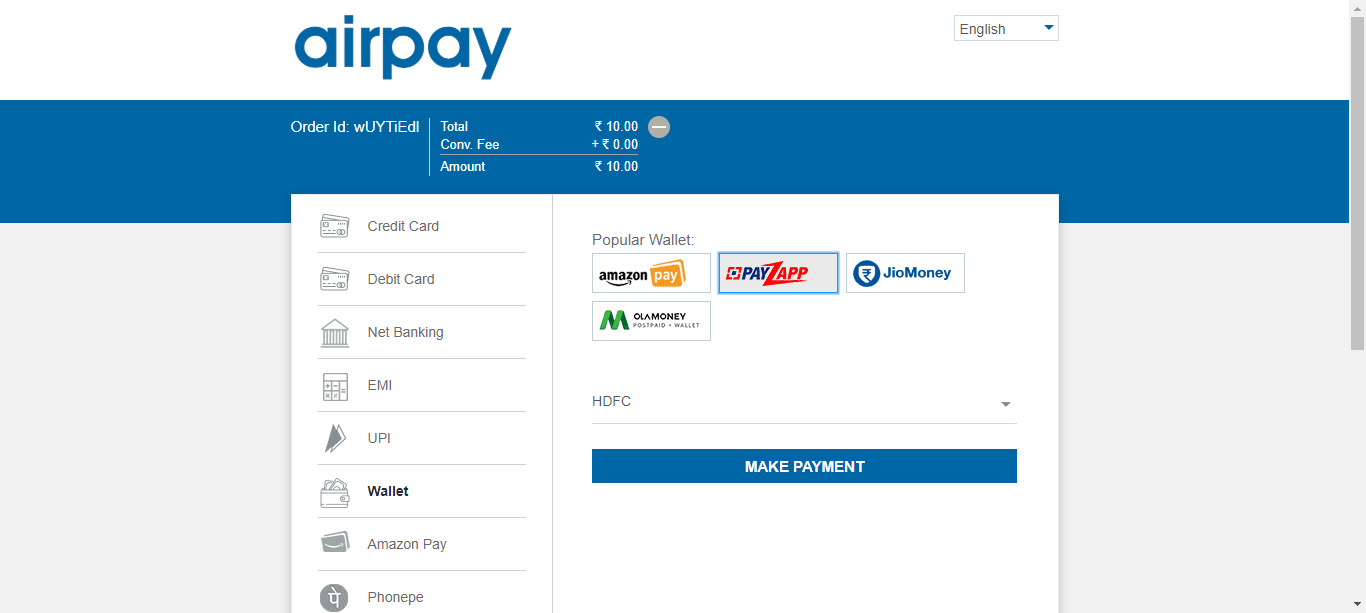 airpay
English
Order Id: wUYTiEdI
Total ₹ 10.00
Conv. Fee + ₹ 0.00
Amount ₹ 10.00
Credit Card
Debit Card
Net Banking
EMI
UPI
Wallet
Amazon Pay
Phonepe
Popular Wallet:
amazon pay
PAYZAPP
JioMoney
OLAMONEY
POSTPAID + WALLET
HDFC
MAKE PAYMENT